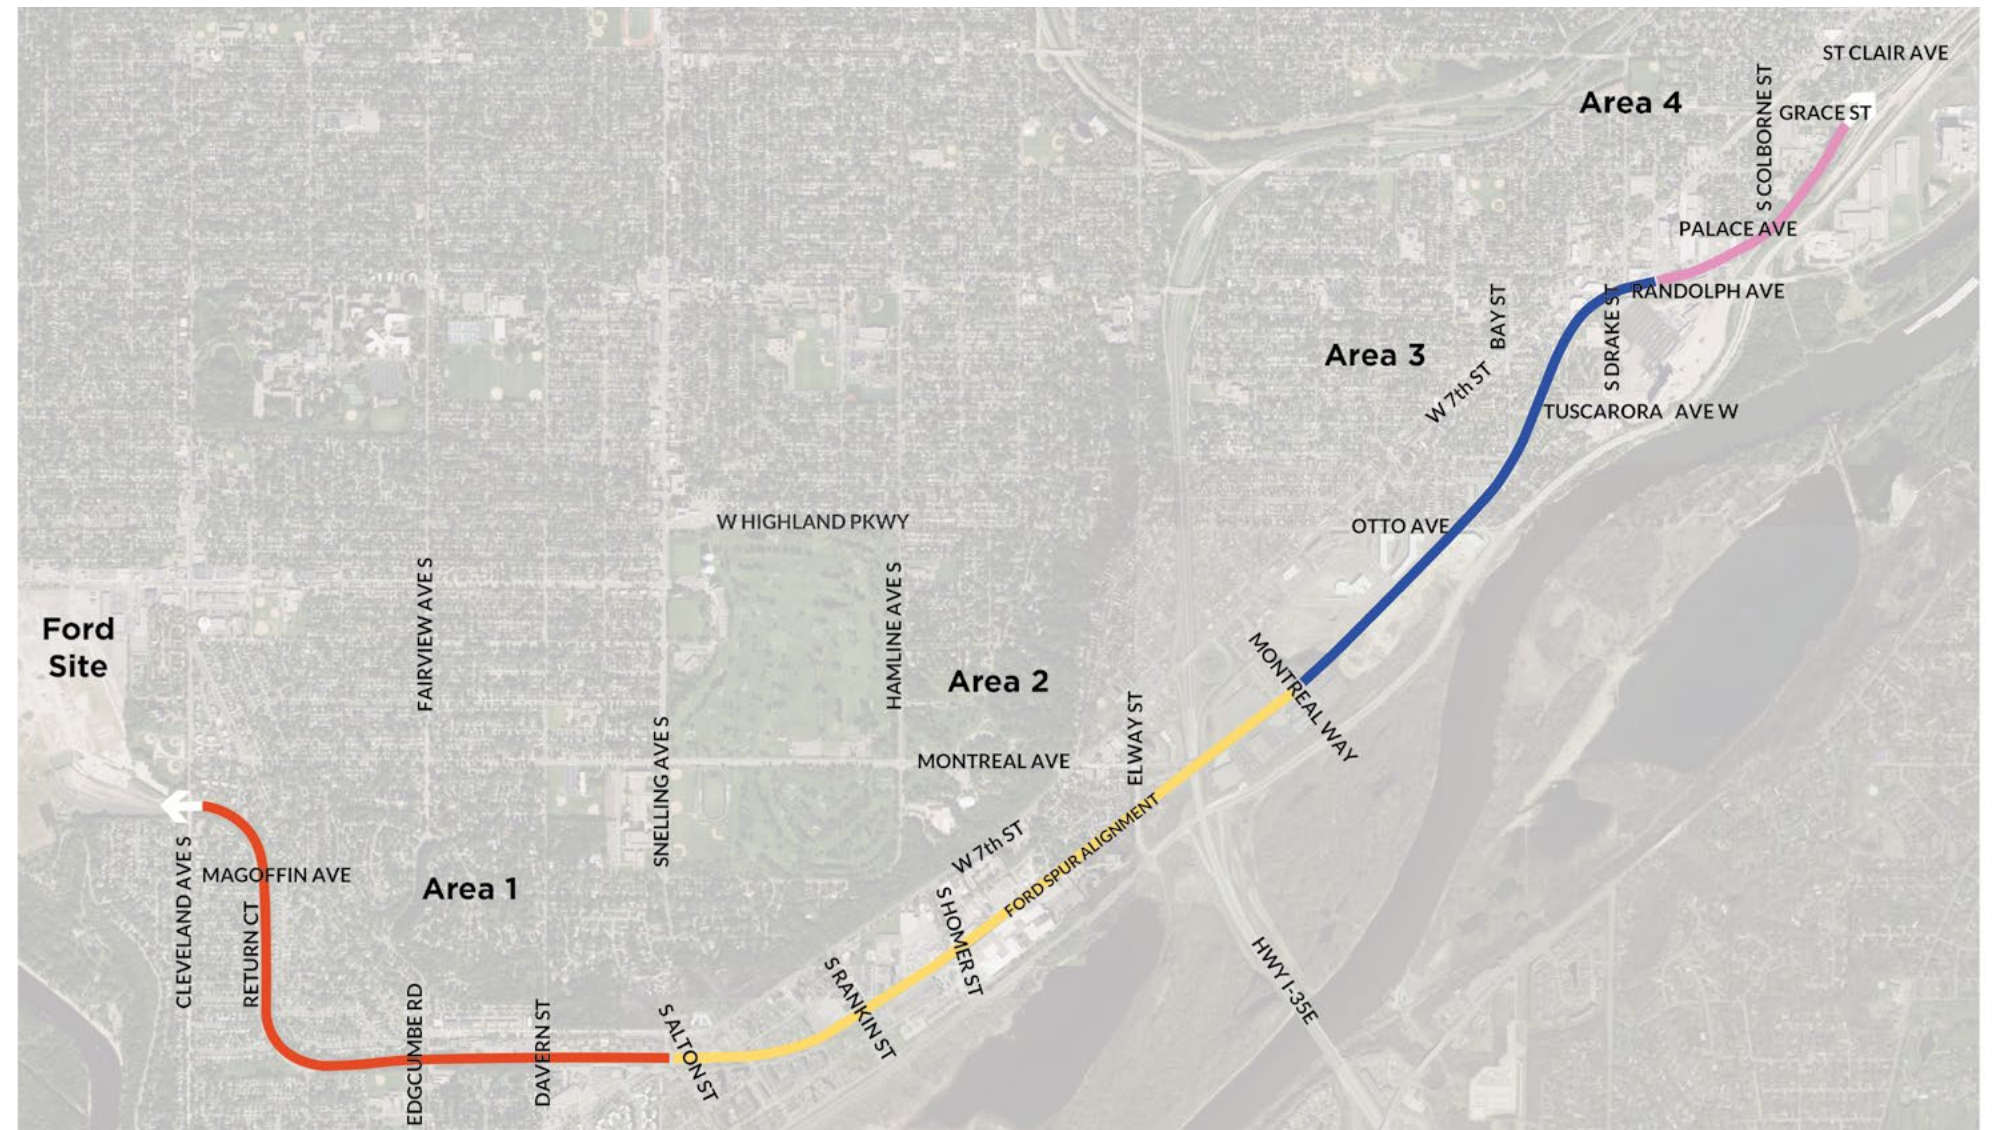 ST CLAIR AVE
Area 4
S COLBORNE ST
GRACE ST
PALACE AVE
RANDOLPH AVE
BAY ST
S DRAKE ST
Area 3
W 7th ST
TUSCARORA AVE W
W HIGHLAND PKWY
OTTO AVE
FAIRVIEW AVE S
HAMLINE AVE S
Ford
Site
MONTREAL WAY
Area 2
ELWAY ST
SNELLING AVE S
MONTREAL AVE
FORD SPUR ALIGNMENT
W 7th ST
CLEVELAND AVE S
MAGOFFIN AVE
Area 1
RETURN CT
S HOMER ST
HWY I-35E
S RANKIN ST
EDGCUMBE RD
DAVERN ST
S ALTON ST